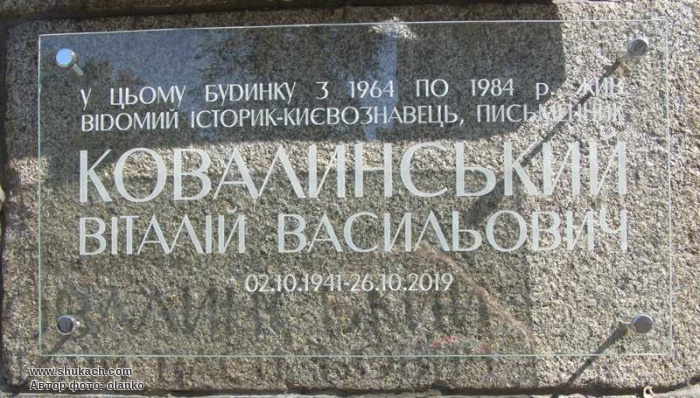 У ЦЬОМУ БУДИНКУ З 1964 ПО 1984 р. ЖИВ
ВІДОМИЙ ІСТОРИК-КИЄВОЗНАВЕЦЬ, ПИСЬМЕННИК
КОВАЛИНСЬКИЙ
ВІТАЛІЙ ВАСИЛЬОВИЧ
02.10.1941-26.10.2019
www.shukach.com
Автор фото: olanko